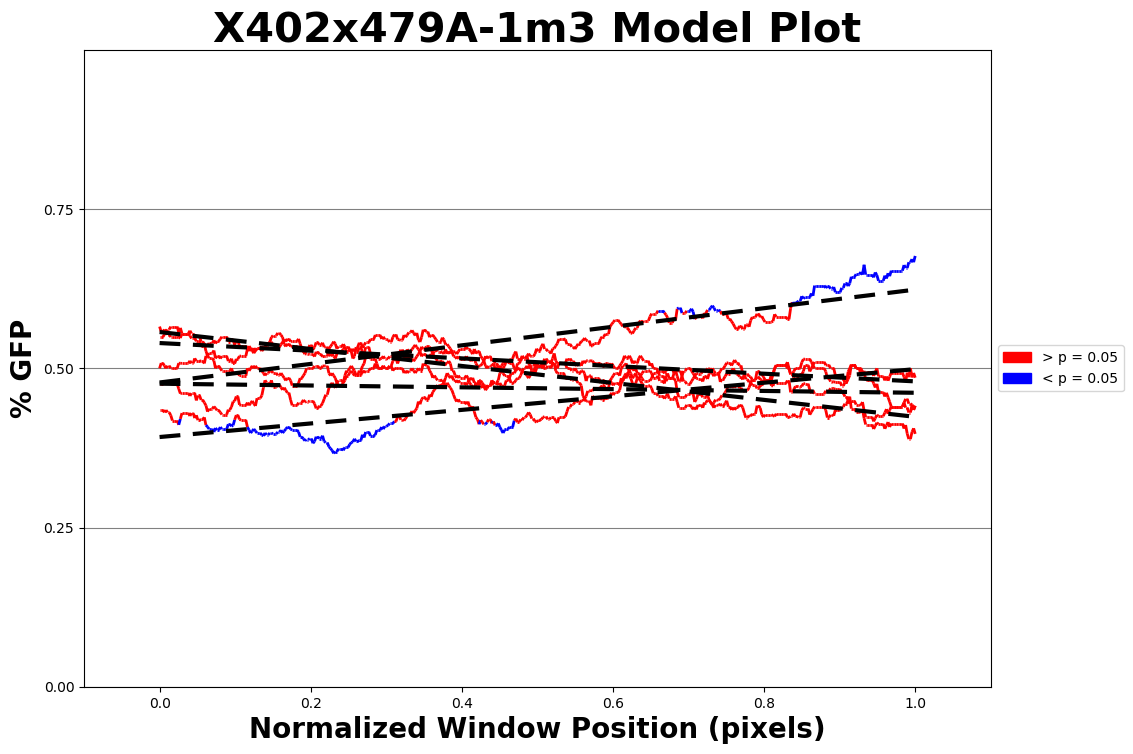 X402x479A-1m3 Model Plot
% GFP
0.75
0.50
0.25
0.00
0.0 0.2 0.4 0.6 0.8 1.0
Normalized Window Position (pixels)
> p = 0.05
< p = 0.05